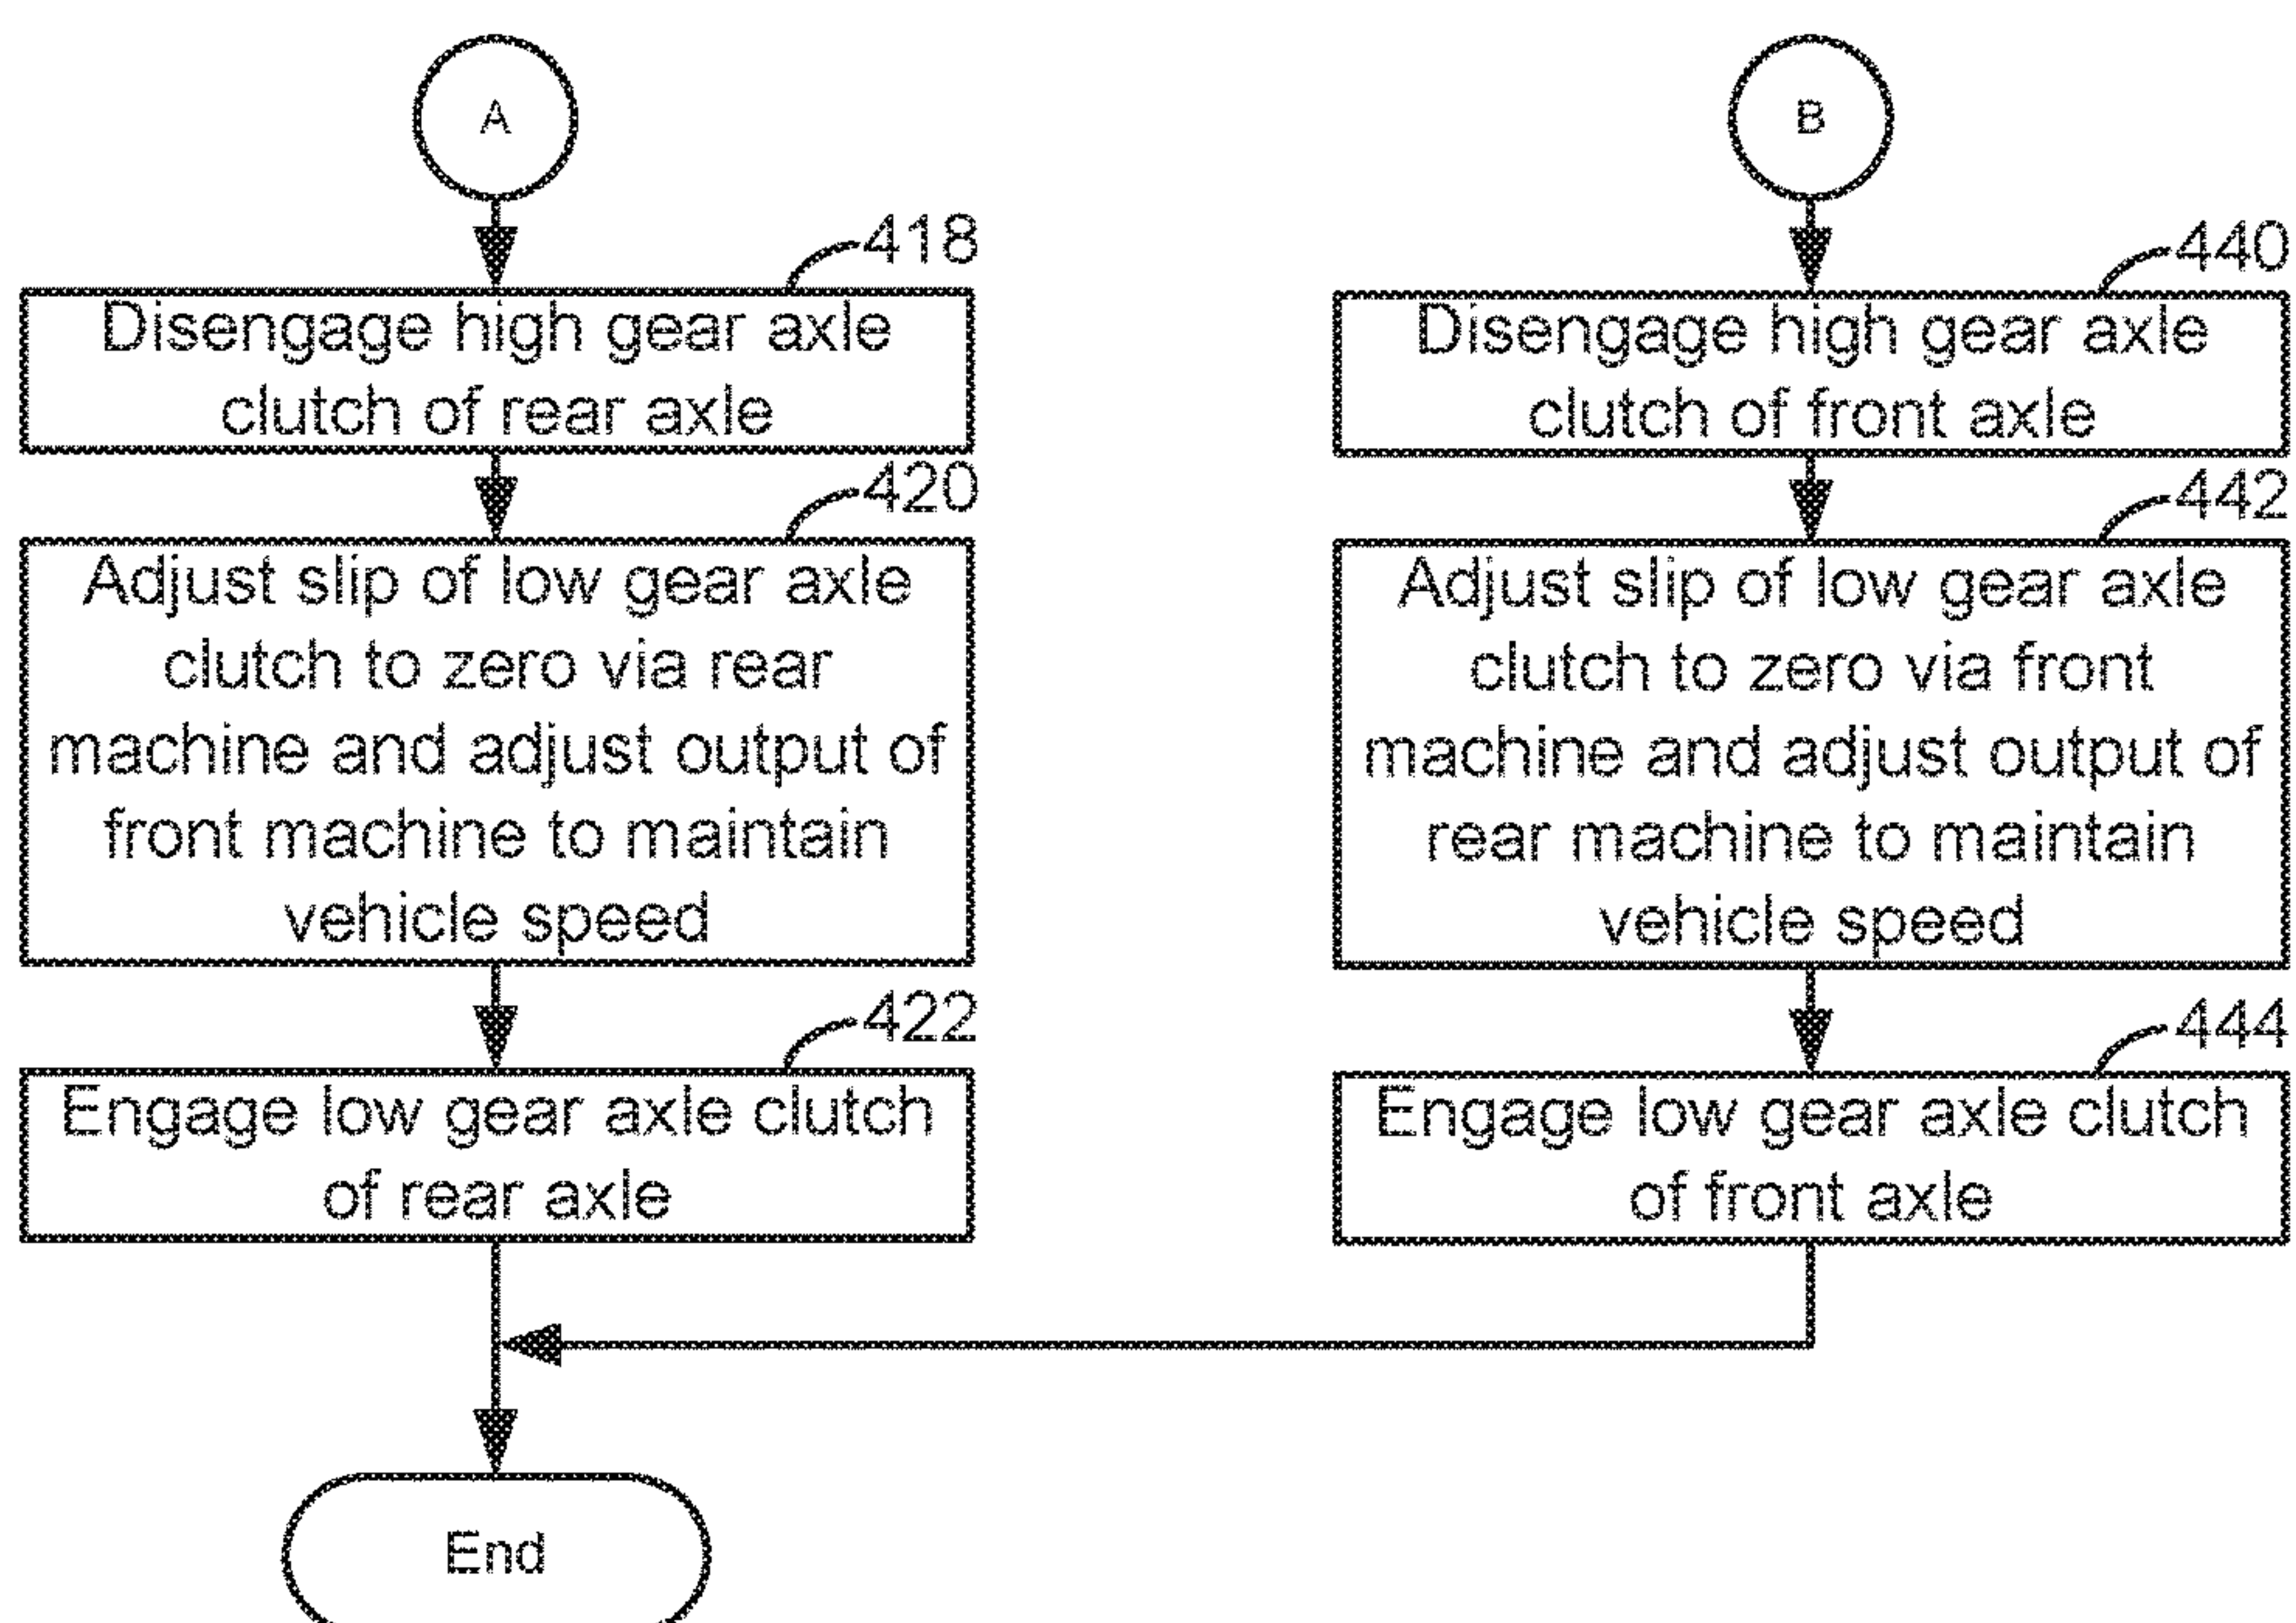 A
418
Disengage high gear axle
clutch of rear axle
420
Adjust slip of low gear axle
clutch to zero via rear
machine and adjust output of
front machine to maintain
vehicle speed
422
Engage low gear axle clutch
of rear axle
B
440
Disengage high gear axle
clutch of front axle
442
Adjust slip of low gear axle
clutch to zero via front
machine and adjust output of
rear machine to maintain
vehicle speed
444
Engage low gear axle clutch
of front axle
End